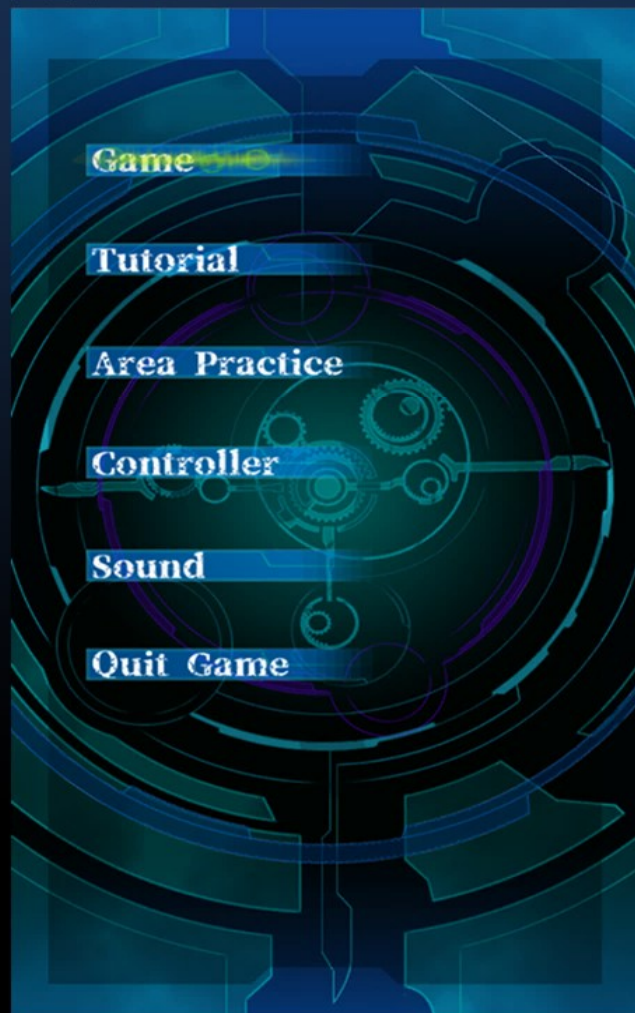 Game
Tutorial
Area Practice
Controller
Sound
Quit Game